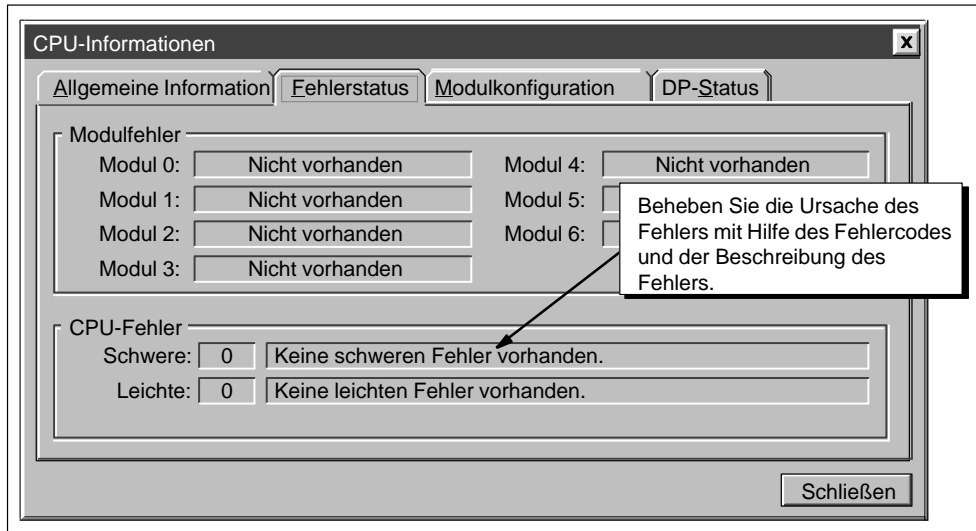 CPU-Informationen
x
Allgemeine Information Fehlerstatus Modulkonfiguration DP-Status
Modulfehler
Modul 0: Nicht vorhanden Modul 4: Nicht vorhanden
Modul 1: Nicht vorhanden Modul 5:
Modul 2: Nicht vorhanden Modul 6:
Modul 3: Nicht vorhanden
Beheben Sie die Ursache des
Fehlers mit Hilfe des Fehlercodes
und der Beschreibung des
Fehlers.
CPU-Fehler
Schwere: 0 Keine schweren Fehler vorhanden.
Leichte: 0 Keine leichten Fehler vorhanden.
Schließen